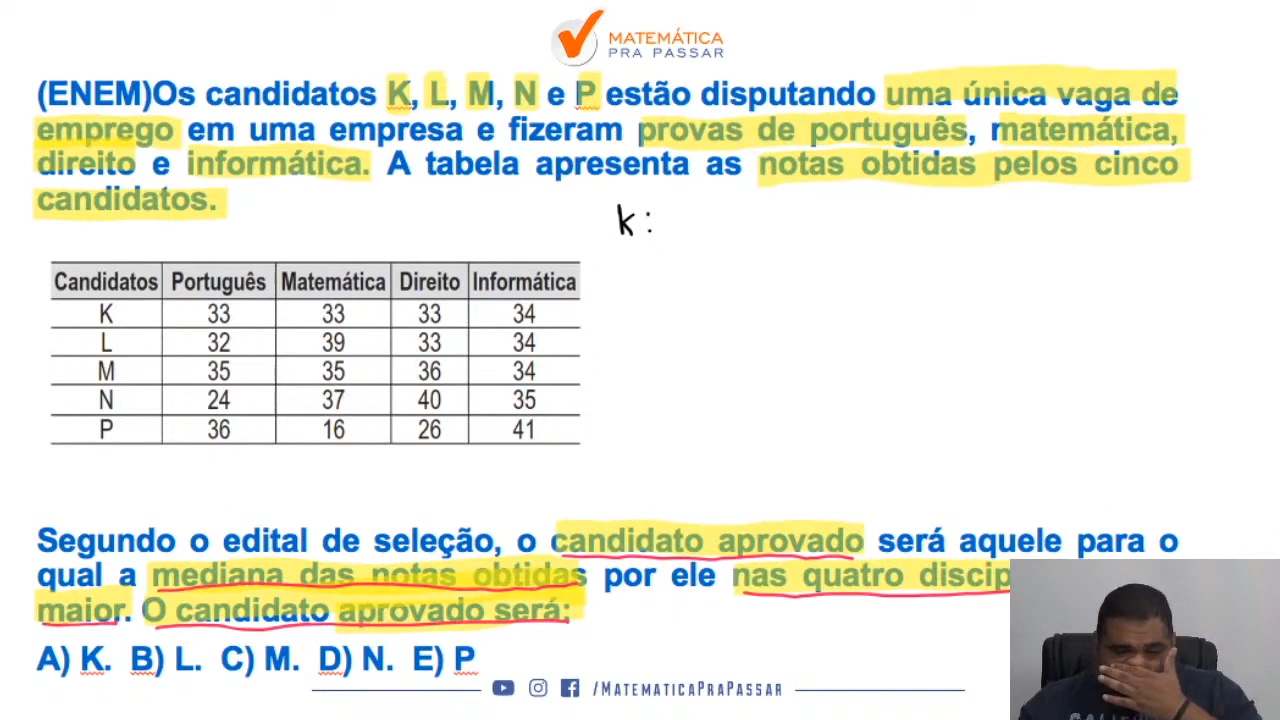 MATEMÁTICA
PRA PASSAR
(ENEM)Os candidatos K, L, M, N e P estão disputando uma única vaga de
emprego em uma empresa e fizeram provas de português, matemática,
direito e informática. A tabela apresenta as notas obtidas pelos cinco
candidatos.
k:
Candidatos Português Matemática Direito Informática
K 33 33 33 34
L 32 39 33 34
M 35 35 36 34
N 24 37 40 35
P 36 16 26 41
Segundo o edital de seleção, o candidato aprovado será aquele para o
qual a mediana das notas obtidas por ele nas quatro discip
maior. O candidato aprovado será:
A) K. B) L. C) M. D) N. E) P
/MATEMATICAPRAPASSAR